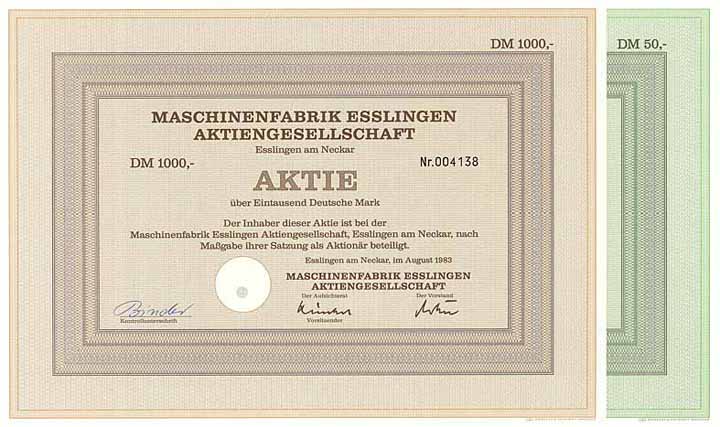 DM 1000,-
DM 50,-
MASCHINENFABRIK ESSLINGEN
AKTIENGESELLSCHAFT
Esslingen am Neckar
DM 1000,- Nr.004138
AKTIE
über Eintausend Deutsche Mark
Der Inhaber dieser Aktie ist bei der
Maschinenfabrik Esslingen Aktiengesellschaft, Esslingen am Neckar, nach
Maßgabe ihrer Satzung als Aktionär beteiligt.
Esslingen am Neckar, im August 1983
MASCHINENFABRIK ESSLINGEN
AKTIENGESELLSCHAFT
Der Aufsichtsrat Der Vorstand
Binder
Kontrollunterschrift
Vorsitzender